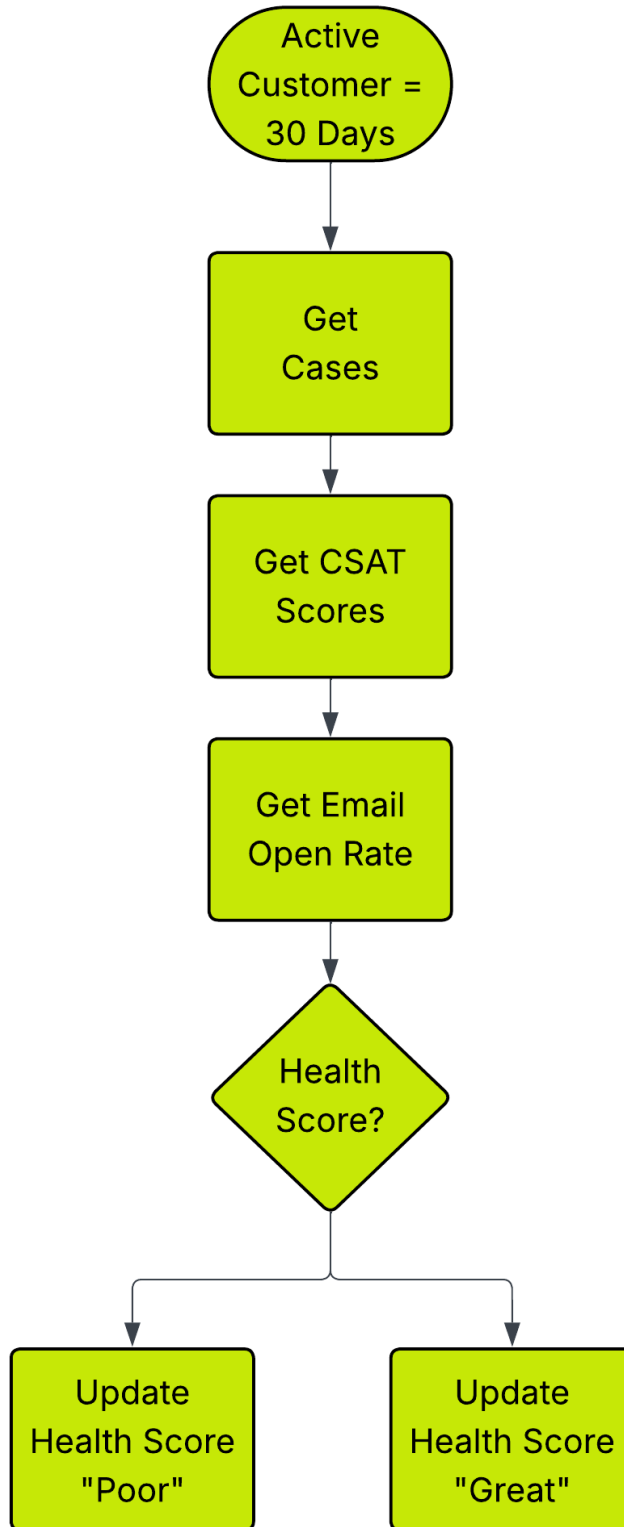 Active
Customer =
30 Days
Get
Cases
Get CSAT
Scores
Get Email
Open Rate
Health
Score?
Update
Health Score
"Poor"
Update
Health Score
"Great"